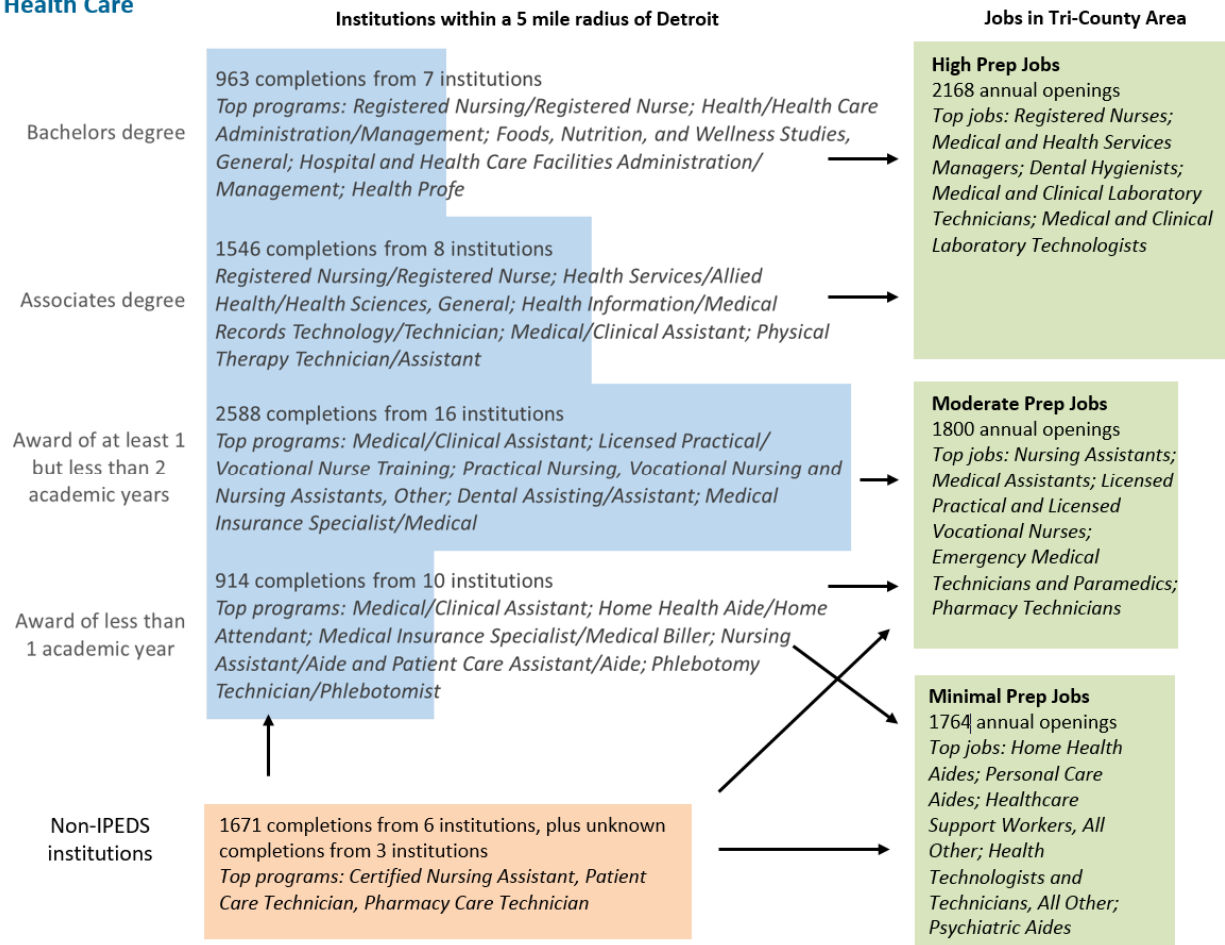 Health Care
Institutions within a 5 mile radius of Detroit
Jobs in Tri-County Area
Bachelors degree
963 completions from 7 institutions
Top programs: Registered Nursing/Registered Nurse; Health/Health Care
Administration/Management; Foods, Nutrition, and Wellness Studies,
General; Hospital and Health Care Facilities Administration/
Management; Health Profe
High Prep Jobs
2168 annual openings
Top jobs: Registered Nurses;
Medical and Health Services
Managers; Dental Hygienists;
Medical and Clinical Laboratory
Technicians; Medical and Clinical
Laboratory Technologists
Associates degree
1546 completions from 8 institutions
Registered Nursing/Registered Nurse; Health Services/Allied
Health/Health Sciences, General; Health Information/Medical
Records Technology/Technician; Medical/Clinical Assistant; Physical
Therapy Technician/Assistant
Award of at least 1
but less than 2
academic years
2588 completions from 16 institutions
Top programs: Medical/Clinical Assistant; Licensed Practical/
Vocational Nurse Training; Practical Nursing, Vocational Nursing and
Nursing Assistants, Other; Dental Assisting/Assistant; Medical
Insurance Specialist/Medical
Moderate Prep Jobs
1800 annual openings
Top jobs: Nursing Assistants;
Medical Assistants; Licensed
Practical and Licensed
Vocational Nurses;
Emergency Medical
Technicians and Paramedics;
Pharmacy Technicians
Award of less than
1 academic year
914 completions from 10 institutions
Top programs: Medical/Clinical Assistant; Home Health Aide/Home
Attendant; Medical Insurance Specialist/Medical Biller; Nursing
Assistant/Aide and Patient Care Assistant/Aide; Phlebotomy
Technician/Phlebotomist
Minimal Prep Jobs
1764 annual openings
Top jobs: Home Health
Aides; Personal Care
Aides; Healthcare
Support Workers, All
Other; Health
Technologists and
Technicians, All Other;
Psychiatric Aides
Non-IPEDS
institutions
1671 completions from 6 institutions, plus unknown
completions from 3 institutions
Top programs: Certified Nursing Assistant, Patient
Care Technician, Pharmacy Care Technician